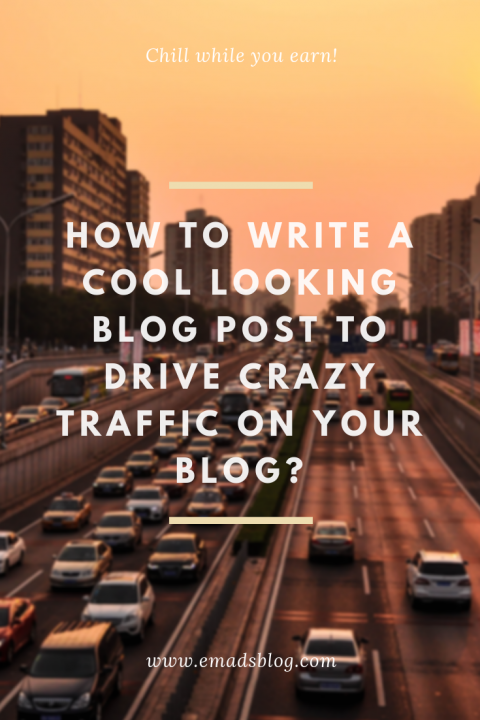 Chill while you earn!
HOW TO WRITE A
COOL LOOKING
BLOG POST TO
DRIVE CRAZY
TRAFFIC ON YOUR
BLOG?
www.emadsblog.com